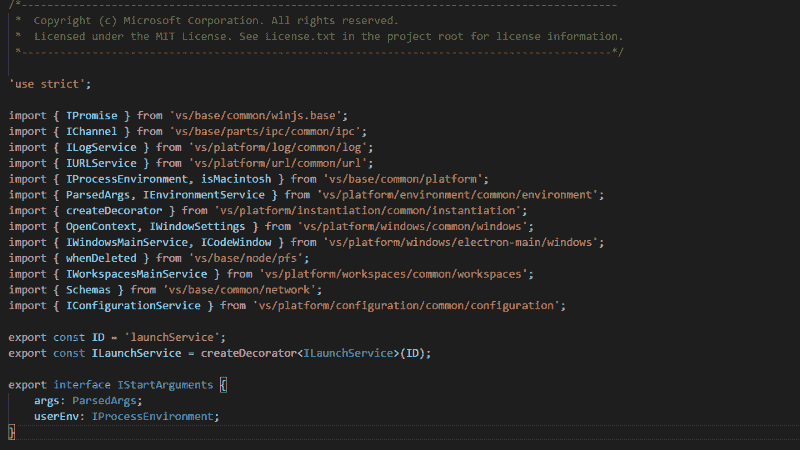 /*---------------------------------------------------------------------------------------------
 *  Copyright (c) Microsoft Corporation. All rights reserved.
 *  Licensed under the MIT License. See License.txt in the project root for license information.
 *--------------------------------------------------------------------------------------------*/
'use strict';
import { TPromise } from 'vs/base/common/winjs.base';
import { IChannel } from 'vs/base/parts/ipc/common/ipc';
import { ILogService } from 'vs/platform/log/common/log';
import { IURLService } from 'vs/platform/url/common/url';
import { IProcessEnvironment, isMacintosh } from 'vs/base/common/platform';
import { ParsedArgs, IEnvironmentService } from 'vs/platform/environment/common/environment';
import { createDecorator } from 'vs/platform/instantiation/common/instantiation';
import { OpenContext, IWindowSettings } from 'vs/platform/windows/common/windows';
import { IWindowsMainService, ICodeWindow } from 'vs/platform/windows/electron-main/windows';
import { whenDeleted } from 'vs/base/node/pfs';
import { IWorkspacesMainService } from 'vs/platform/workspaces/common/workspaces';
import { Schemas } from 'vs/base/common/network';
import { IConfigurationService } from 'vs/platform/configuration/common/configuration';
export const ID = 'launchService';
export const ILaunchService = createDecorator<ILaunchService>(ID);
export interface IStartArguments {
    args: ParsedArgs;
    userEnv: IProcessEnvironment;
}